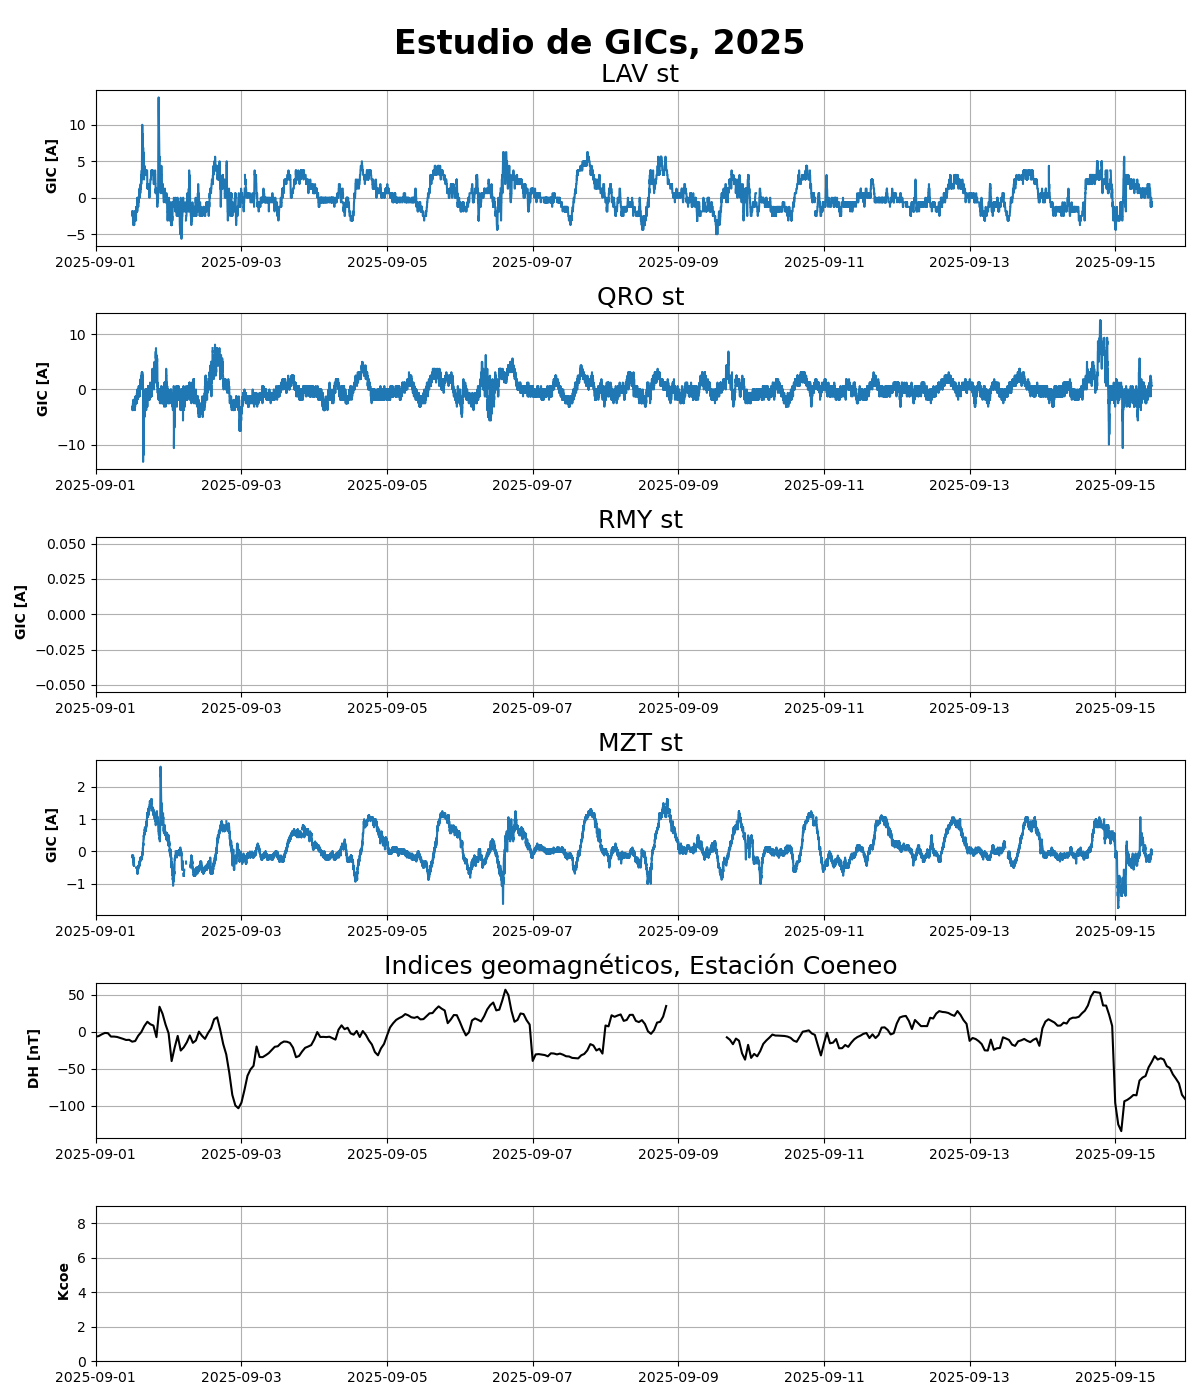 Estudio de GICs, 2025
LAV st
GIC [A]
10
5
0
−5
2025-09-01 2025-09-03 2025-09-05 2025-09-07 2025-09-09 2025-09-11 2025-09-13 2025-09-15
QRO st
GIC [A]
10
0
−10
2025-09-01 2025-09-03 2025-09-05 2025-09-07 2025-09-09 2025-09-11 2025-09-13 2025-09-15
RMY st
GIC [A]
0.050
0.025
0.000
−0.025
−0.050
2025-09-01 2025-09-03 2025-09-05 2025-09-07 2025-09-09 2025-09-11 2025-09-13 2025-09-15
MZT st
GIC [A]
2
1
0
−1
2025-09-01 2025-09-03 2025-09-05 2025-09-07 2025-09-09 2025-09-11 2025-09-13 2025-09-15
Indices geomagnéticos, Estación Coeneo
DH [nT]
50
0
−50
−100
2025-09-01 2025-09-03 2025-09-05 2025-09-07 2025-09-09 2025-09-11 2025-09-13 2025-09-15
Kcoe
8
6
4
2
0
2025-09-01 2025-09-03 2025-09-05 2025-09-07 2025-09-09 2025-09-11 2025-09-13 2025-09-15